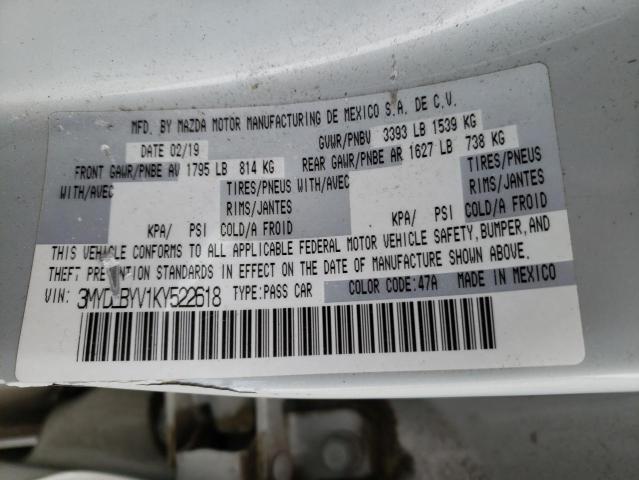 MFD. BY MAZDA MOTOR MANUFACTURING DE MEXICO S.A. DE C.V.
DATE 02/19 GVWR/PNBV 3393 LB 1539 KG
FRONT GAWR/PNBE AV 1795 LB 814 KG REAR GAWR/PNBE AR 1627 LB 738 KG
WITH/AVEC TIRES/PNEUS WITH/AVEC TIRES/PNEUS
RIMS/JANTES RIMS/JANTES
KPA/ PSI COLD/A FROID KPA/ PSI COLD/A FROID
THIS VEHICLE CONFORMS TO ALL APPLICABLE FEDERAL MOTOR VEHICLE SAFETY, BUMPER, AND
THEFT PREVENTION STANDARDS IN EFFECT ON THE DATE OF MANUFACTURE SHOWN ABOVE.
VIN: TYPE:PASS CAR COLOR CODE:47A MADE IN MEXICO